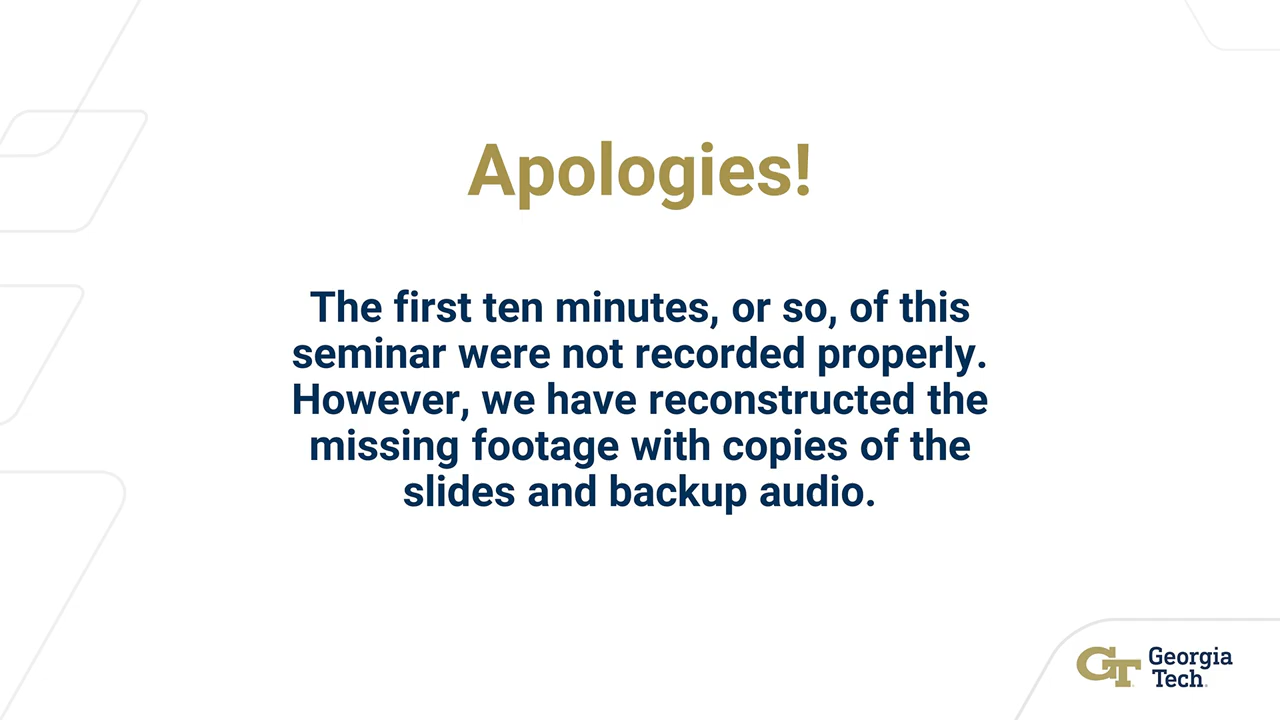 Apologies!
The first ten minutes, or so, of this
seminar were not recorded properly.
However, we have reconstructed the
missing footage with copies of the
slides and backup audio.
GT
Georgia
Tech.